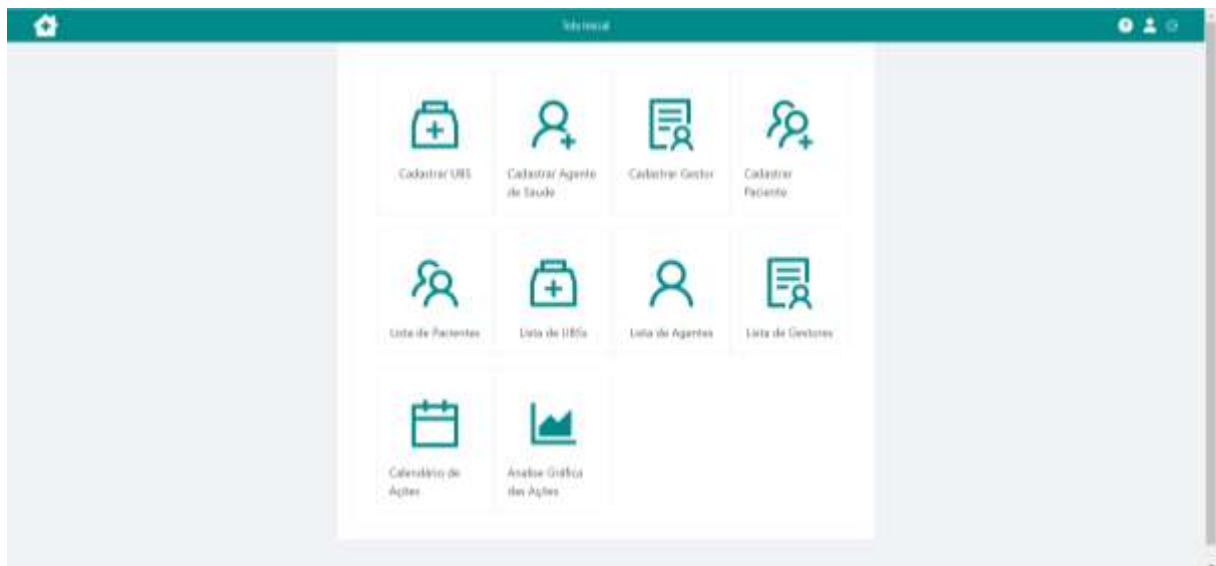 Tela Inicial
Cadastrar UBS
Cadastrar Agente
de Saude
Cadastrar Gestor
Cadastrar
Paciente
Lista de Pacientes
Lista de UBSs
Lista de Agentes
Lista de Gestores
Calendário de
Ações
Analise Gráfica
das Ações